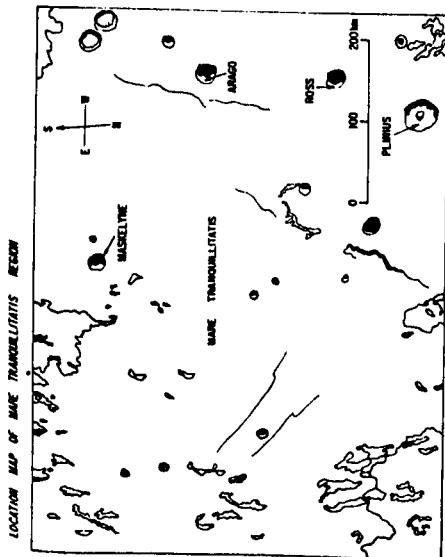 LOCATION MAP OF MARE TRANQUILLITATIS REGION
S
E W
N
MASKELYNE
ARAGO
MARE TRANQUILLITATIS
ROSS
0 100 200 km
PLINIUS